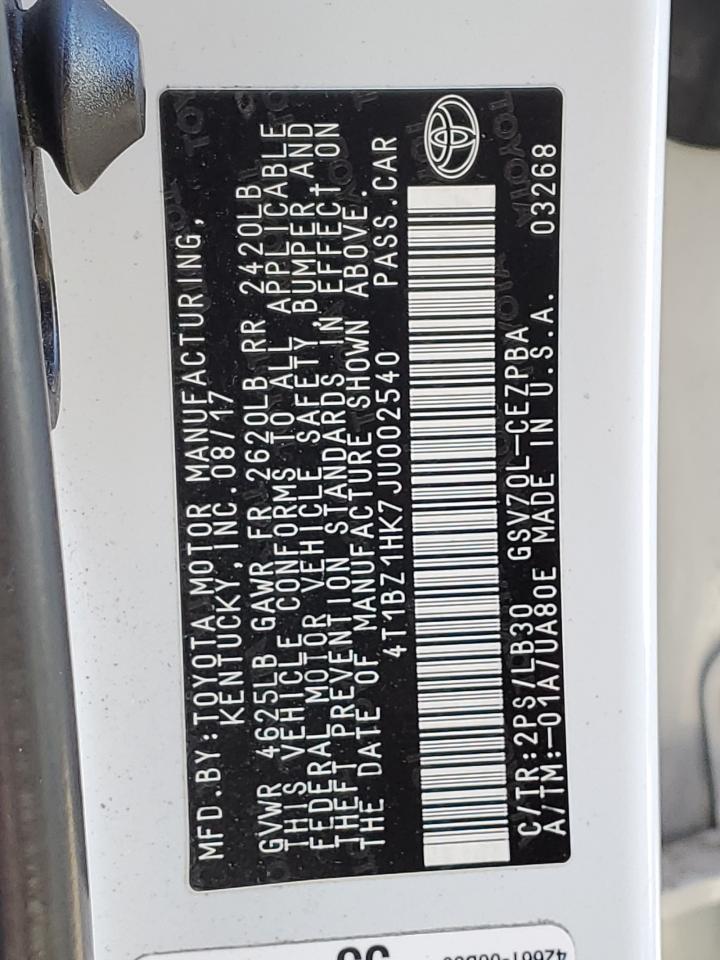 MFD.BY:TOYOTA MOTOR MANUFACTURING,
KENTUCKY,INC.08/17
GVWR 4625LB GAWR FR 2620LB RR 2420LB
THIS VEHICLE CONFORMS TO ALL APPLICABLE
FEDERAL MOTOR VEHICLE SAFETY, BUMPER,AND
THEFT PREVENTION STANDARDS IN EFFECT ON
THE DATE OF MANUFACTURE SHOWN ABOVE.
4T1BZ1HK7JU002540 PASS.CAR
C/TR:2PS/LB30 GSV70L-CEZPBA
A/TM:-01A/UA80E MADE IN U.S.A. 03268